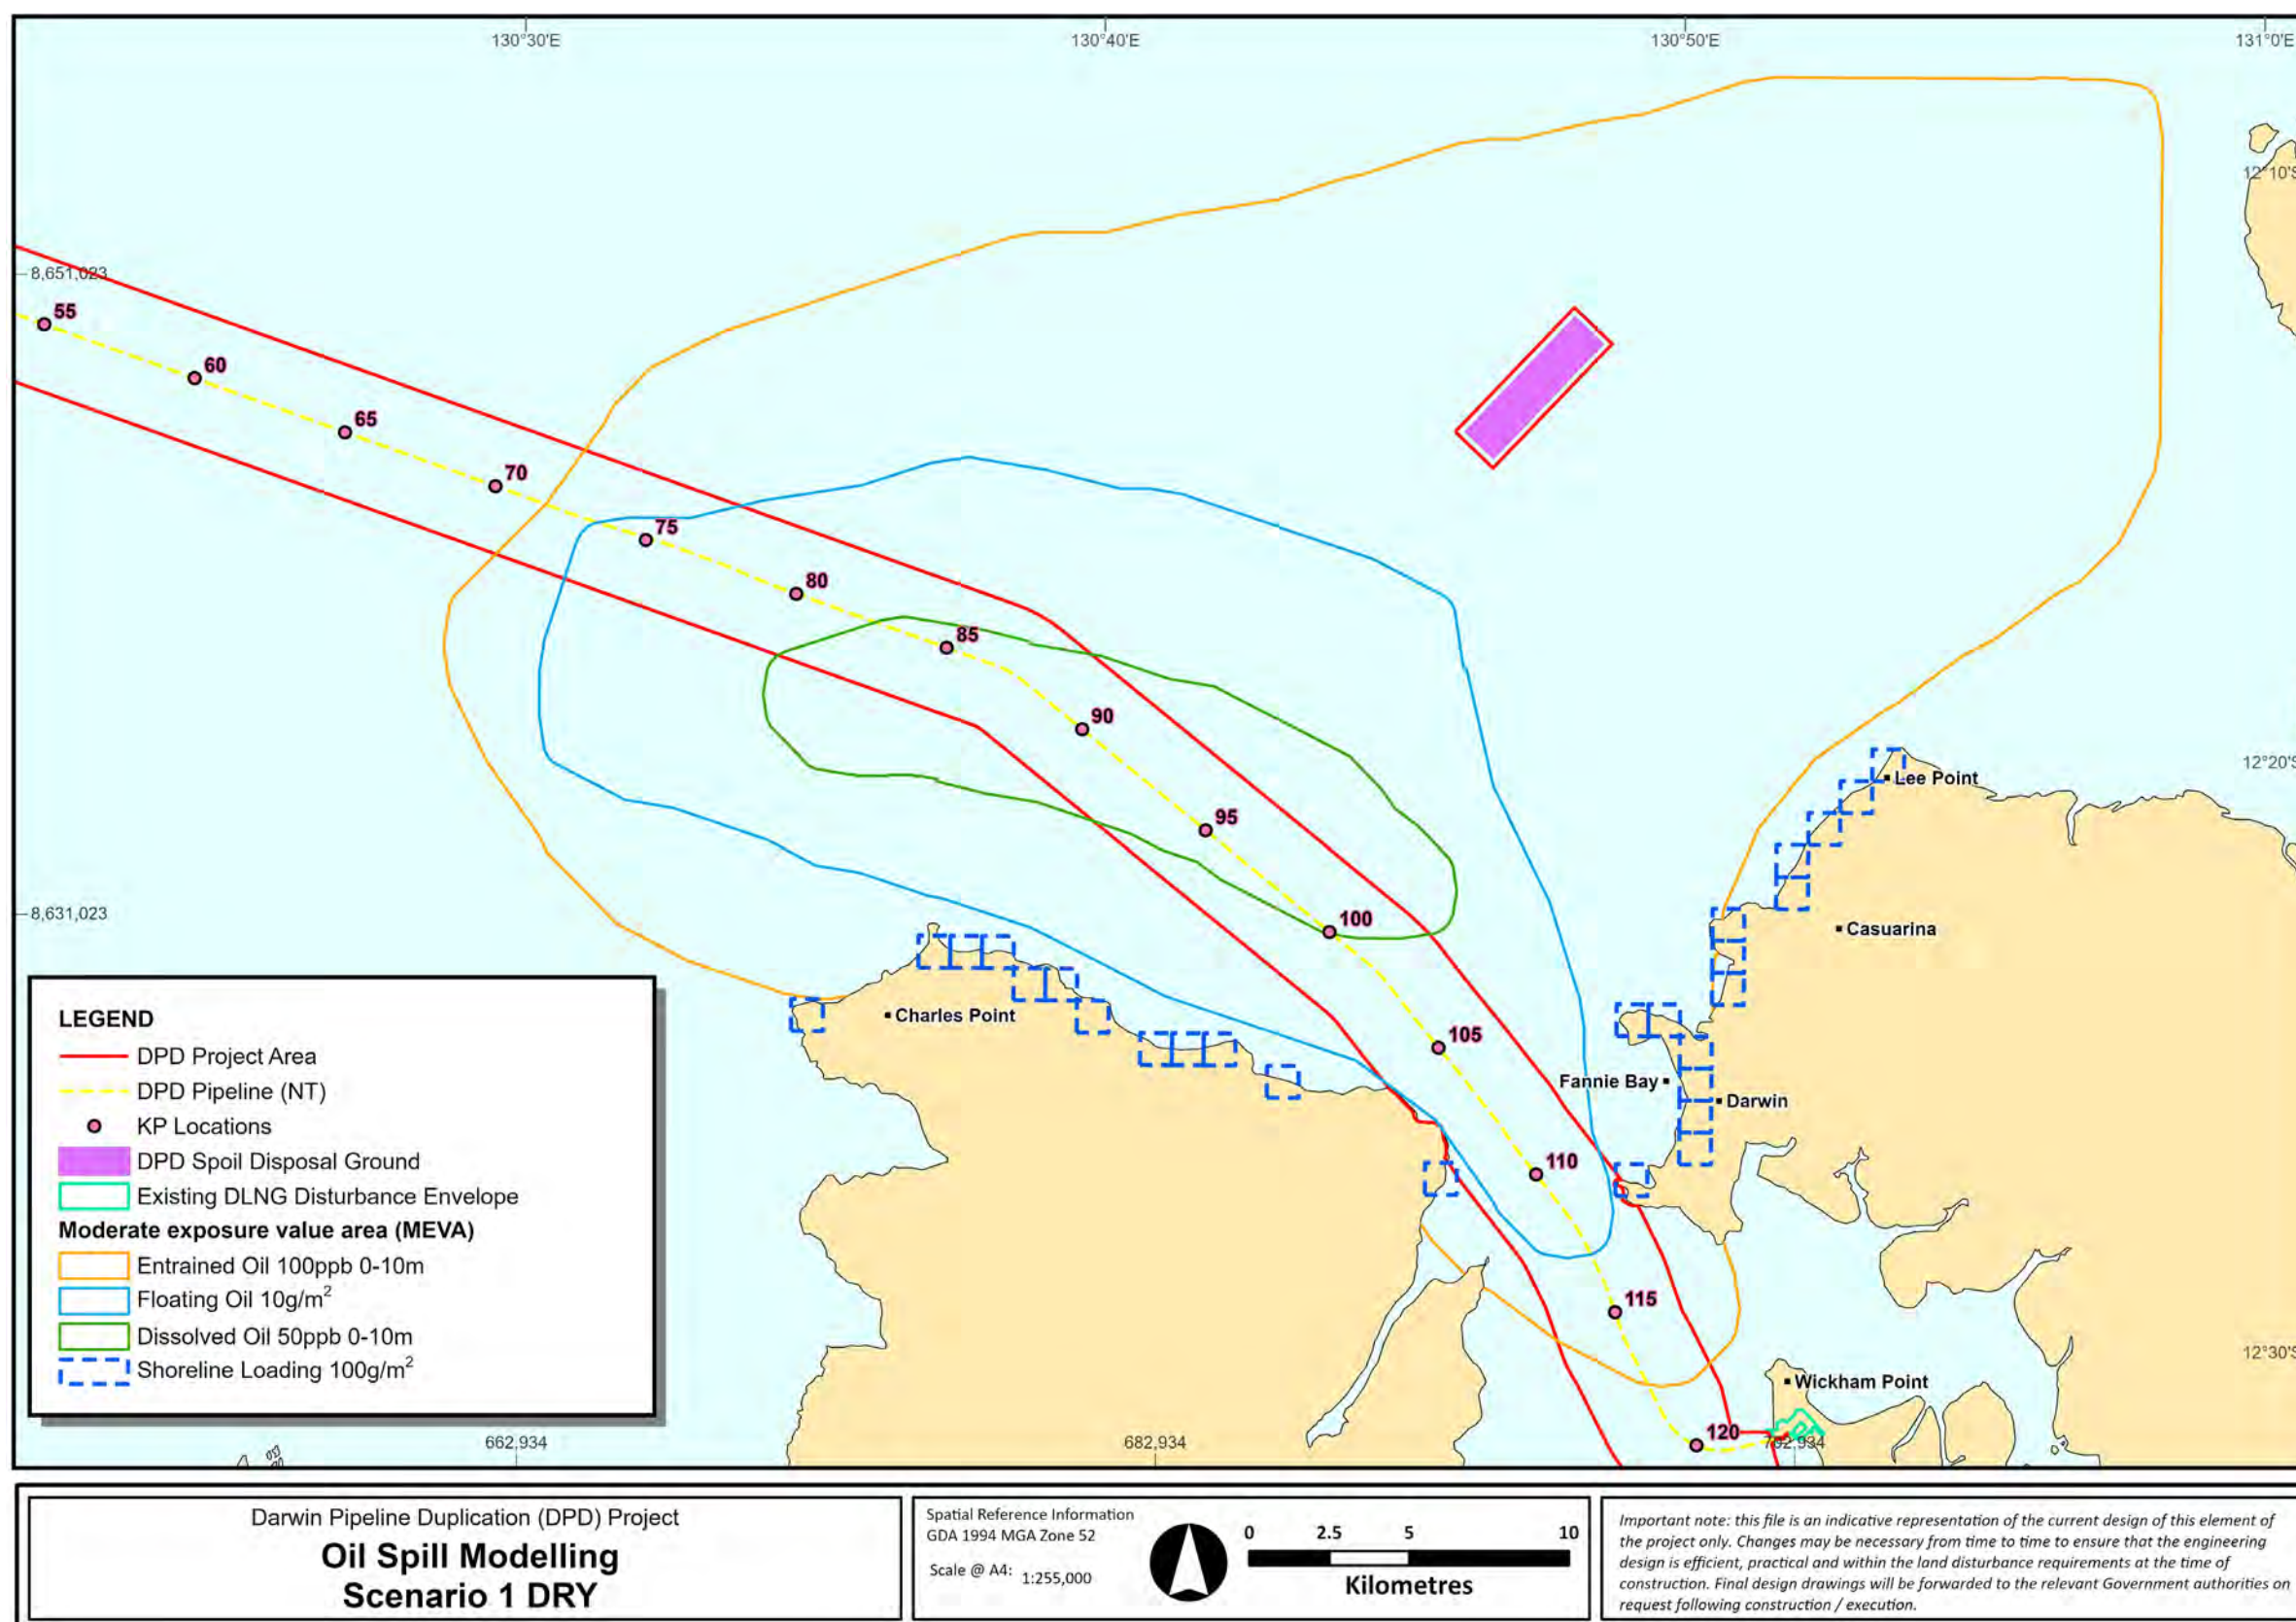 130°30'E
130°40'E
130°50'E
131°0'E
12°10'S
8,651,023
55
60
65
70
75
80
85
90
95
100
105
110
115
120
12°20'S
Lee Point
8,631,023
Casuarina
Charles Point
Fannie Bay
Darwin
12°30'S
Wickham Point
662,934
682,934
702,934
LEGEND
DPD Project Area
DPD Pipeline (NT)
KP Locations
DPD Spoil Disposal Ground
Existing DLNG Disturbance Envelope
Moderate exposure value area (MEVA)
Entrained Oil 100ppb 0-10m
Floating Oil 10g/m²
Dissolved Oil 50ppb 0-10m
Shoreline Loading 100g/m²
Darwin Pipeline Duplication (DPD) Project
Oil Spill Modelling
Scenario 1 DRY
Spatial Reference Information
GDA 1994 MGA Zone 52
Scale @ A4: 1:255,000
0 2.5 5 10
Kilometres
Important note: this file is an indicative representation of the current design of this element of
the project only. Changes may be necessary from time to time to ensure that the engineering
design is efficient, practical and within the land disturbance requirements at the time of
construction. Final design drawings will be forwarded to the relevant Government authorities on
request following construction / execution.